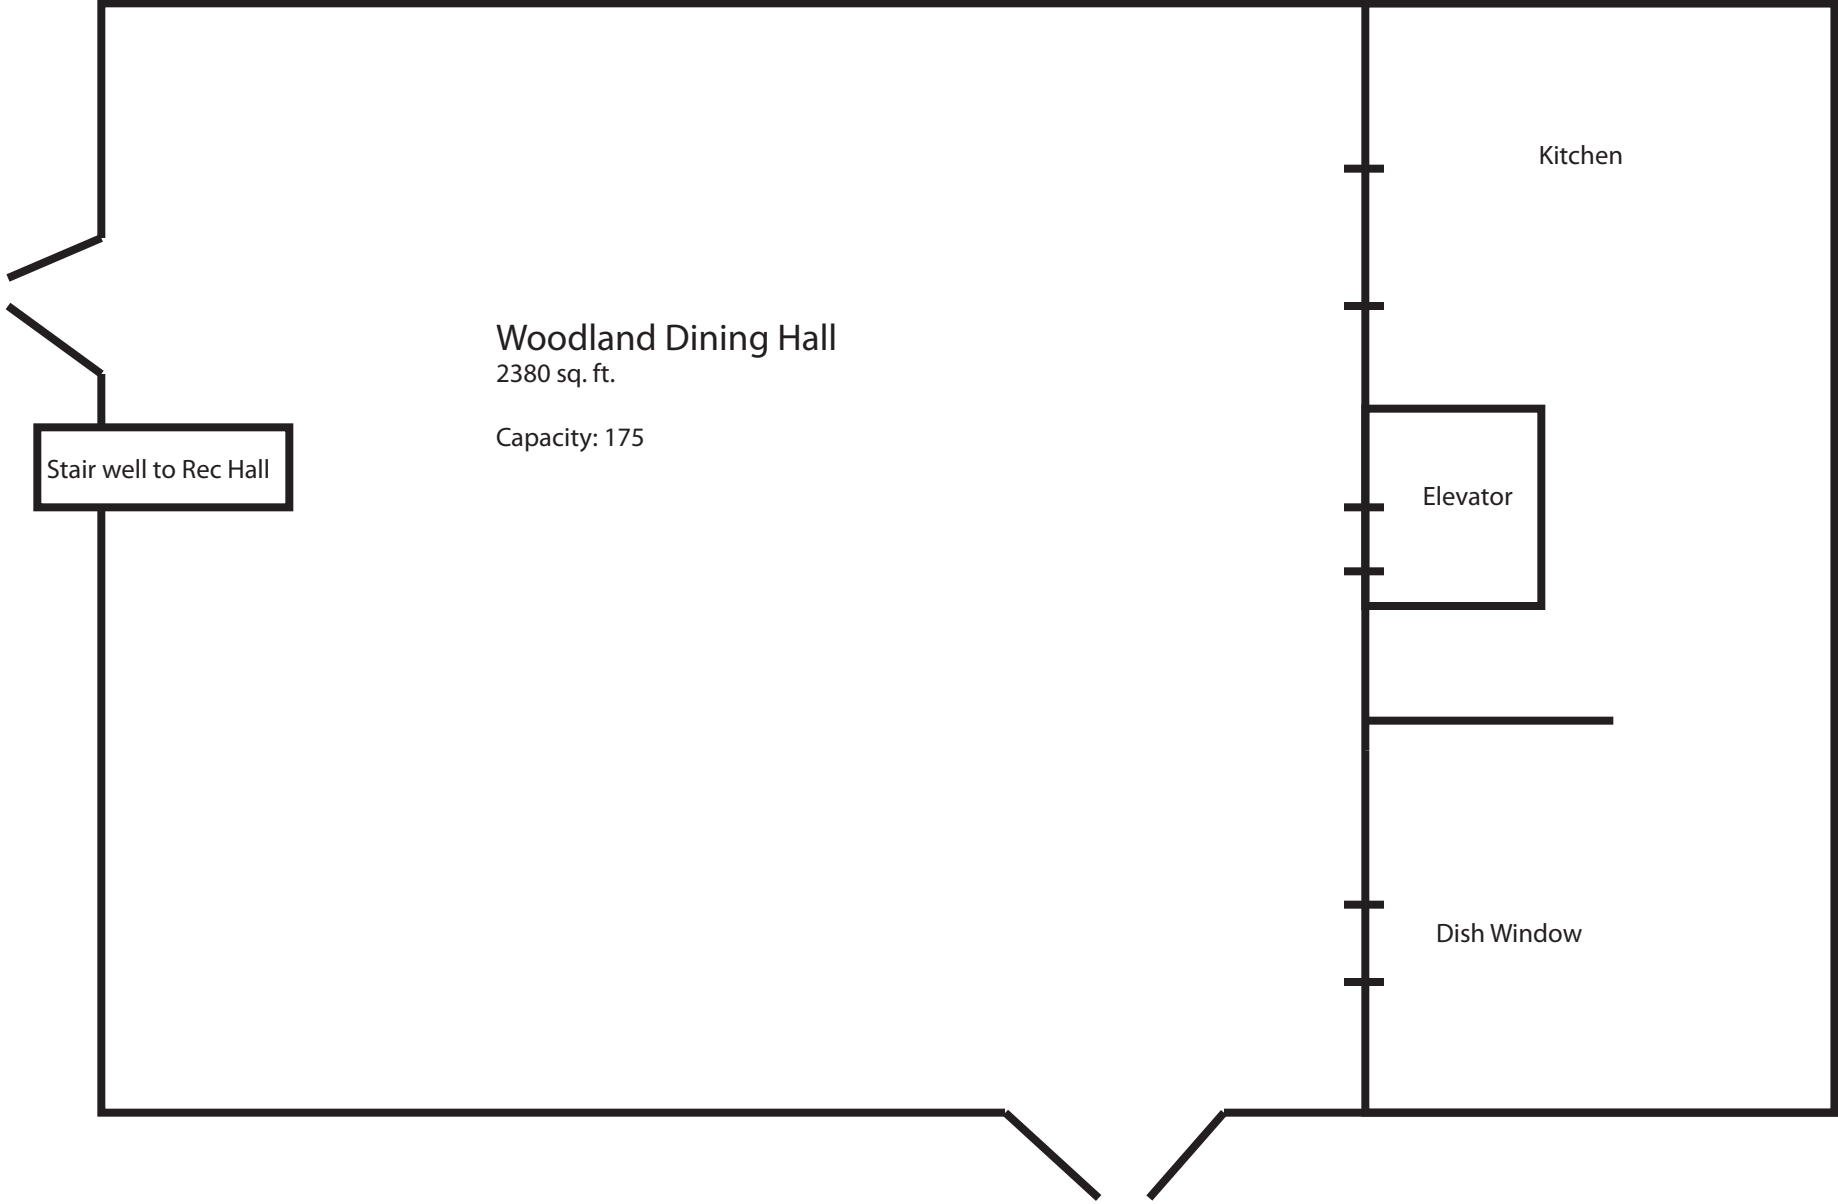 Kitchen
Woodland Dining Hall
2380 sq. ft.
Capacity: 175
Stair well to Rec Hall
Elevator
Dish Window